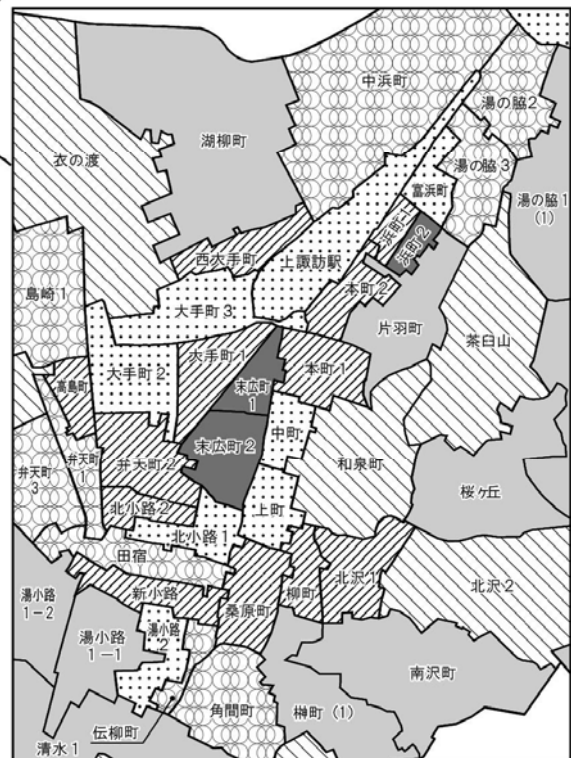 中浜町
湯の脇2
湖柳町
衣の渡
湯の脇3
富浜町
湯の脇1
(1)
浜町1
浜町2
西大手町
上諏訪駅
島崎1
本町2
大手町3
片羽町
茶臼山
大手町1
本町1
高島町
大手町2
末広町
1
中町
末広町2
和泉町
弁天町2
弁天町
1
弁天町
3
桜ヶ丘
北小路2
上町
北小路1
田宿
北沢1
北沢2
新小路
桑原町
柳町
湯小路
1-2
湯小路
2
湯小路
1-1
南沢町
角間町
榊町(1)
伝柳町
清水1